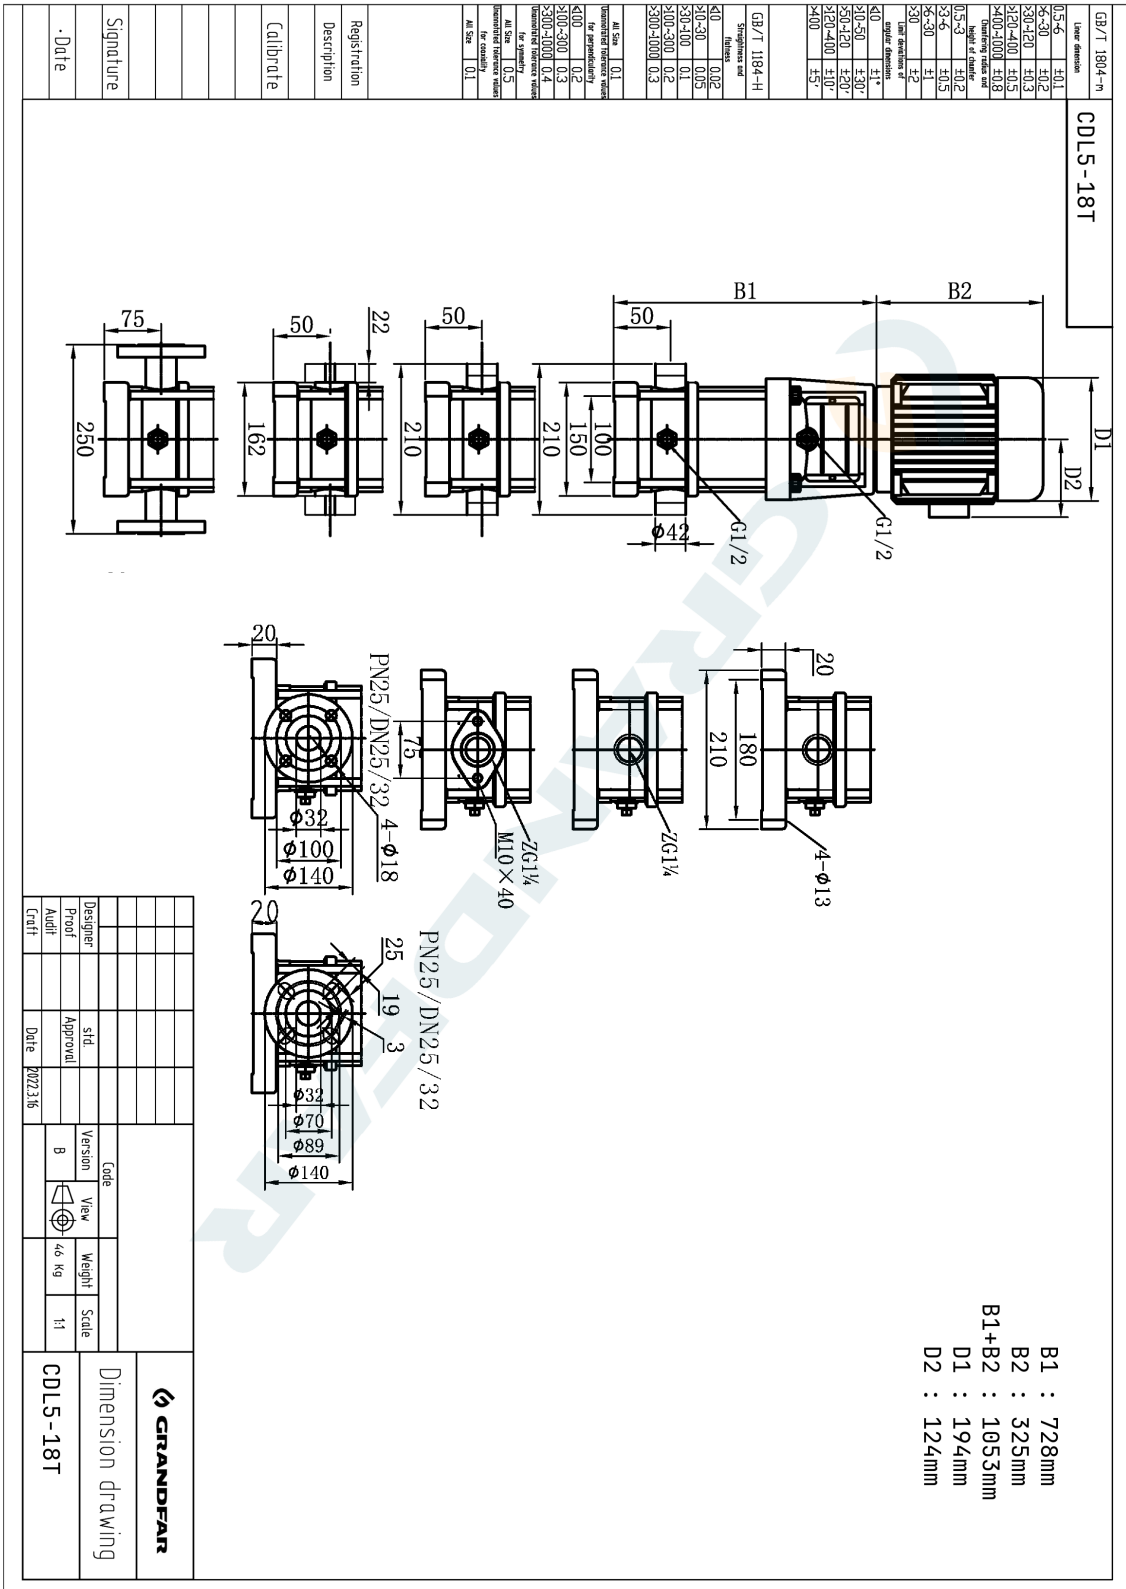 CDL5-18T
GB/T 1804-m
Linear dimension
0.5~6 ±0.1
>6~30 ±0.2
>30~120 ±0.3
>120~400 ±0.5
>400~1000 ±0.8
Chamfering radius and
height of chamfer
0.5~3 ±0.2
>3~6 ±0.5
>6~30 ±1
>30 ±2
Limit deviations of
angular dimensions
≤10 ±1°
>10~50 ±30'
>50~120 ±20'
>120~400 ±10'
>400 ±5'
GB/T 1184-H
Straightness and
flatness
≤10 0.02
>10~30 0.05
>30~100 0.1
>100~300 0.2
>300~1000 0.3
All Size 0.1
Unannotated tolerance values
for perpendicularity
≤100 0.2
>100~300 0.3
>300~1000 0.4
Unannotated tolerance values
for symmetry
All Size 0.5
Unannotated tolerance values
for coaxiality
All Size 0.1
Registration
Description
Calibrate
Signature
·Date
B2
B1
D1
D2
50
100
150
210
G1/2
G1/2
ϕ42
50
210
22
50
162
75
250
20
180
210
4-ϕ13
ZG1¼
75
ZG1¼
M10×40
20
PN25/DN25/32
4-ϕ18
ϕ32
ϕ100
ϕ140
20
PN25/DN25/32
25
19
3
ϕ32
ϕ70
ϕ89
ϕ140
GRANDFAR
B1 : 728mm
B2 : 325mm
B1+B2 : 1053mm
D1 : 194mm
D2 : 124mm
Designer std.
Proof
Audit Approval
Craft Date 2022.3.16
Code
Version View Weight Scale
B 46 Kg 1:1
GRANDFAR
Dimension drawing
CDL5-18T